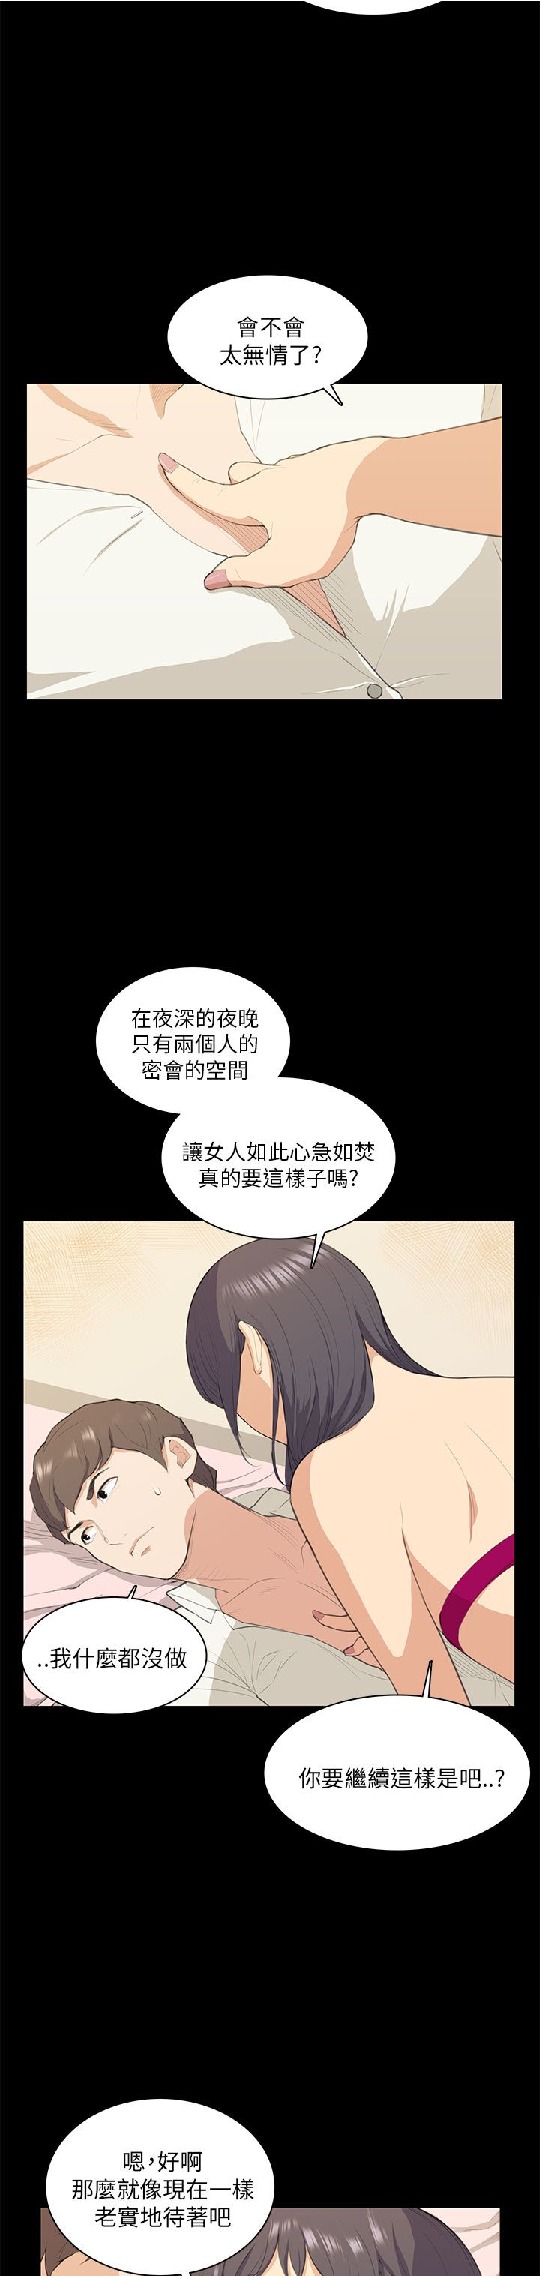 會不會
太無情了?
在夜深的夜晚
只有兩個人的
密會的空間
讓女人如此心急如焚
真的要這樣子嗎?
..我什麼都沒做
你要繼續這樣是吧..?
嗯，好啊
那麼就像現在一樣
老實地待著吧